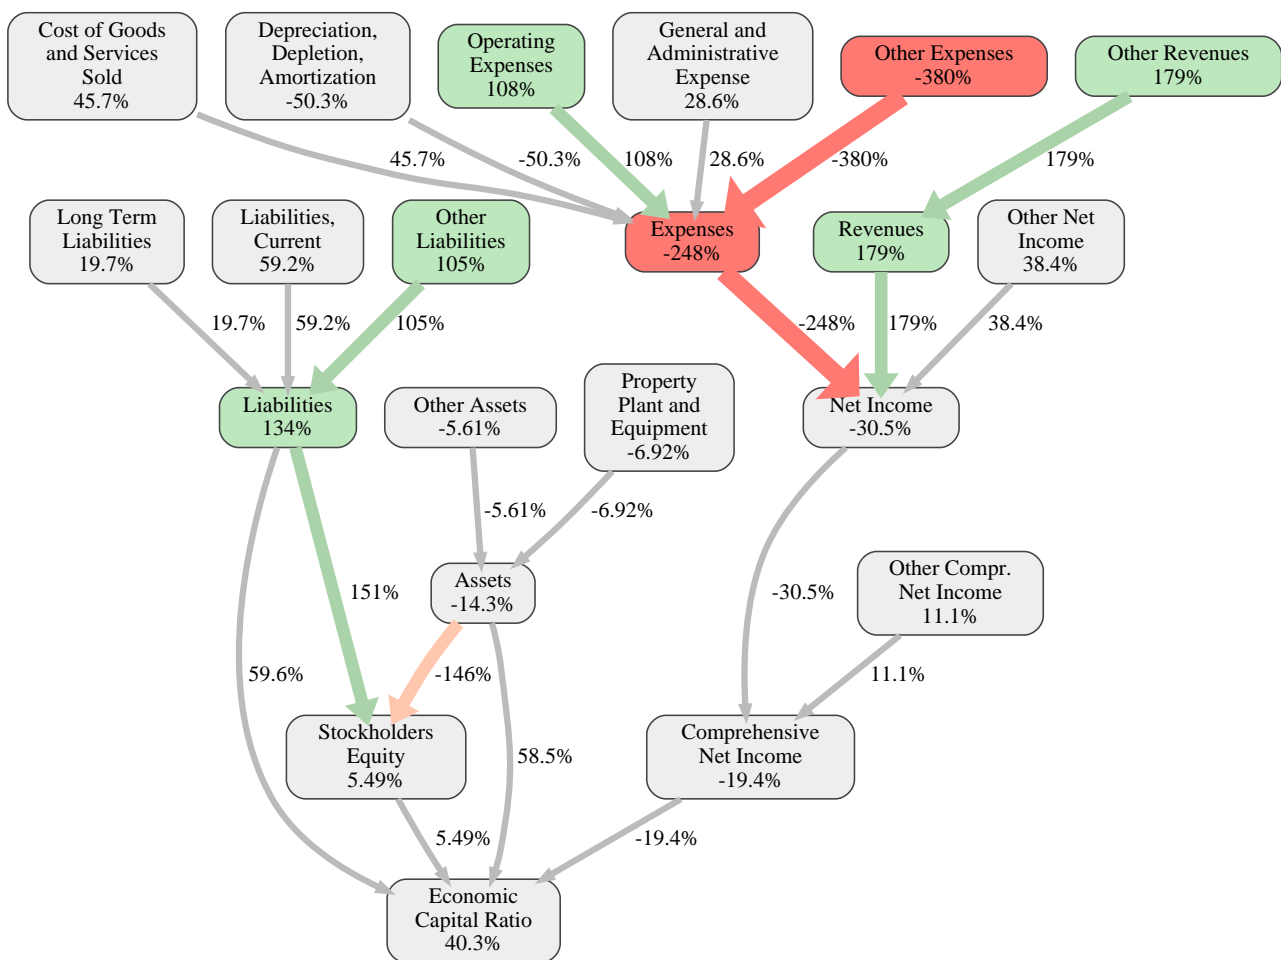 Cost of Goods
and Services
Sold
45.7%
Depreciation,
Depletion,
Amortization
-50.3%
Operating
Expenses
108%
General and
Administrative
Expense
28.6%
Other Expenses
-380%
Other Revenues
179%
45.7%
-50.3%
108%
28.6%
-380%
179%
Long Term
Liabilities
19.7%
Liabilities,
Current
59.2%
Other
Liabilities
105%
Expenses
-248%
Revenues
179%
Other Net
Income
38.4%
19.7%
59.2%
105%
-248%
179%
38.4%
Liabilities
134%
Other Assets
-5.61%
Property
Plant and
Equipment
-6.92%
Net Income
-30.5%
-5.61%
-6.92%
Assets
-14.3%
Other Compr.
Net Income
11.1%
151%
-30.5%
59.6%
-146%
11.1%
Stockholders
Equity
5.49%
58.5%
Comprehensive
Net Income
-19.4%
5.49%
-19.4%
Economic
Capital Ratio
40.3%